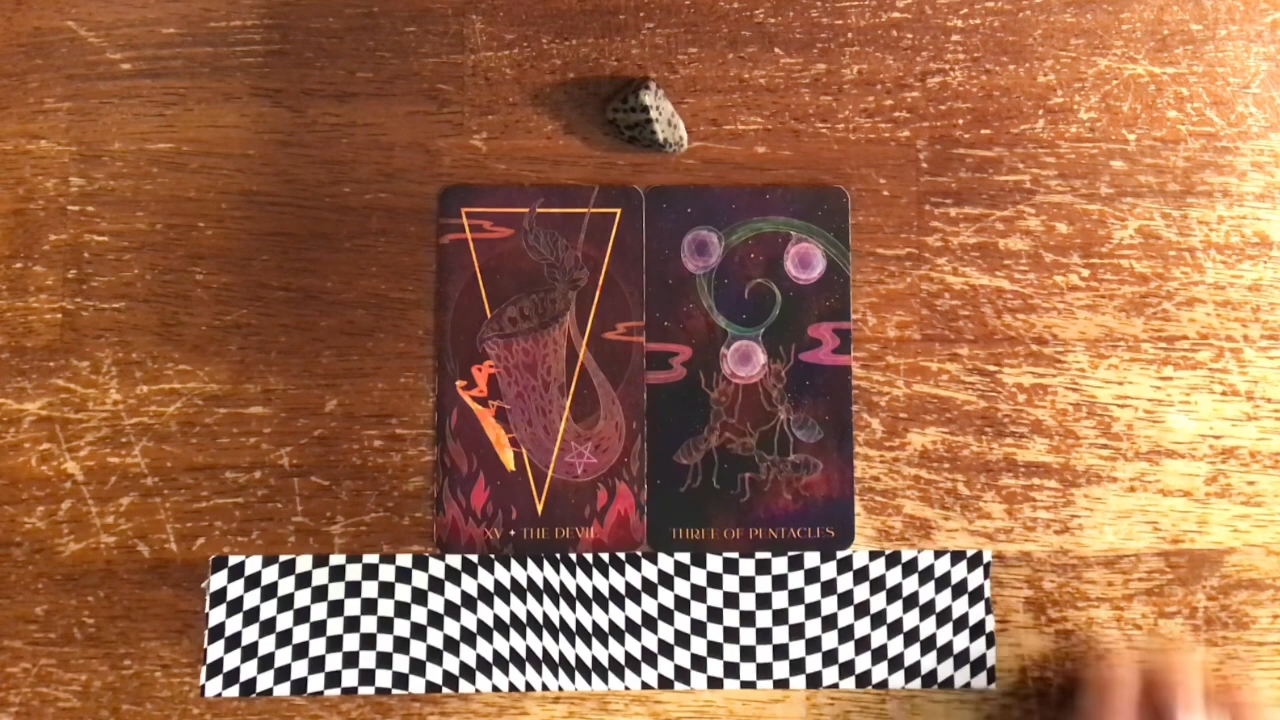 XV ✦ THE DEVIL
THREE OF PENTACLES